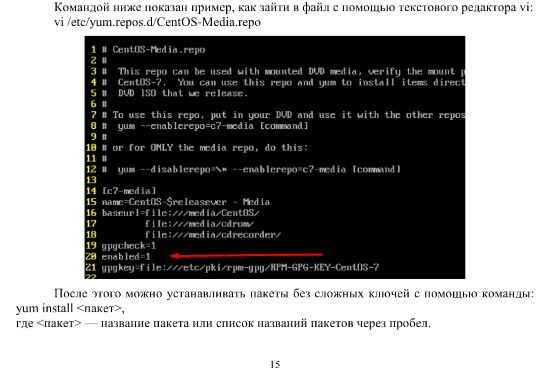 Командой ниже показан пример, как зайти в файл с помощью текстового редактора vi:
vi /etc/yum.repos.d/CentOS-Media.repo
1 # CentOS-Media.repo
2 #
3 #  This repo can be used with mounted DVD media, verify the mount p
4 #  CentOS-7.  You can use this repo and yum to install items direct
5 #  DVD ISO that we release.
6 #
7 # To use this repo, put in your DVD and use it with the other repos
8 #  yum --enablerepo=c7-media [command]
9 #
10 # or for ONLY the media repo, do this:
11 #
12 #  yum --disablerepo=\* --enablerepo=c7-media [command]
13
14 [c7-media]
15 name=CentOS-$releasever - Media
16 baseurl=file:///media/CentOS/
17         file:///media/cdrom/
18         file:///media/cdrecorder/
19 gpgcheck=1
20 enabled=1
21 gpgkey=file:///etc/pki/rpm-gpg/RPM-GPG-KEY-CentOS-7
22
После этого можно устанавливать пакеты без сложных ключей с помощью команды:
yum install <пакет>,
где <пакет> — название пакета или список названий пакетов через пробел.
15